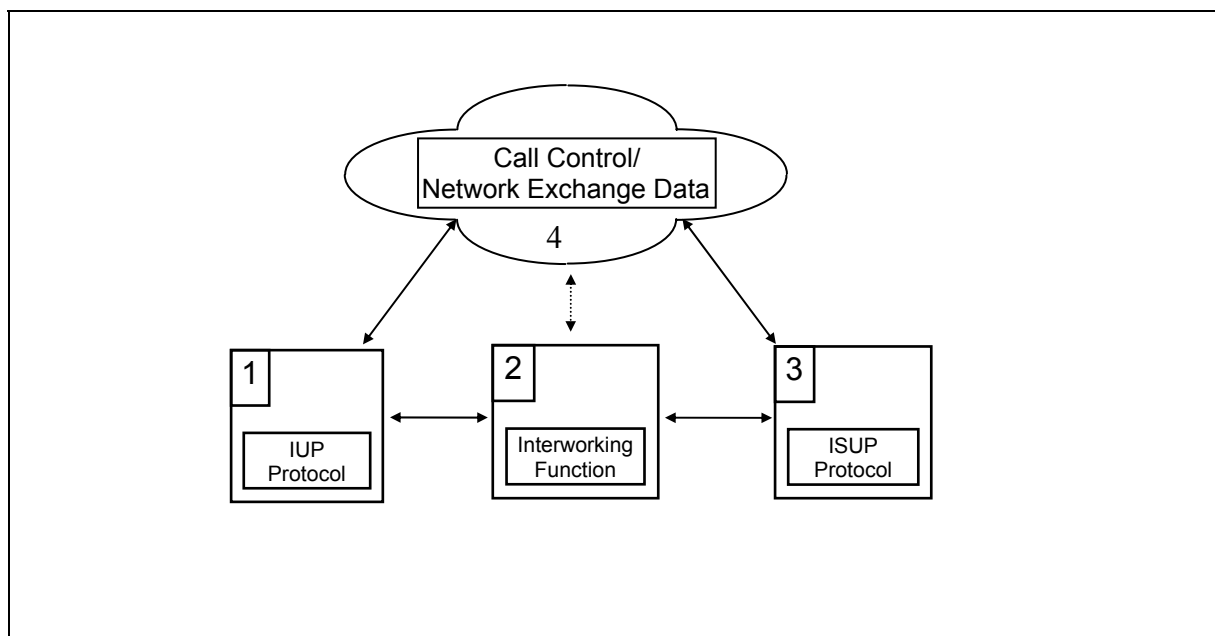 Call Control/
Network Exchange Data
4
1
IUP
Protocol
2
Interworking
Function
3
ISUP
Protocol